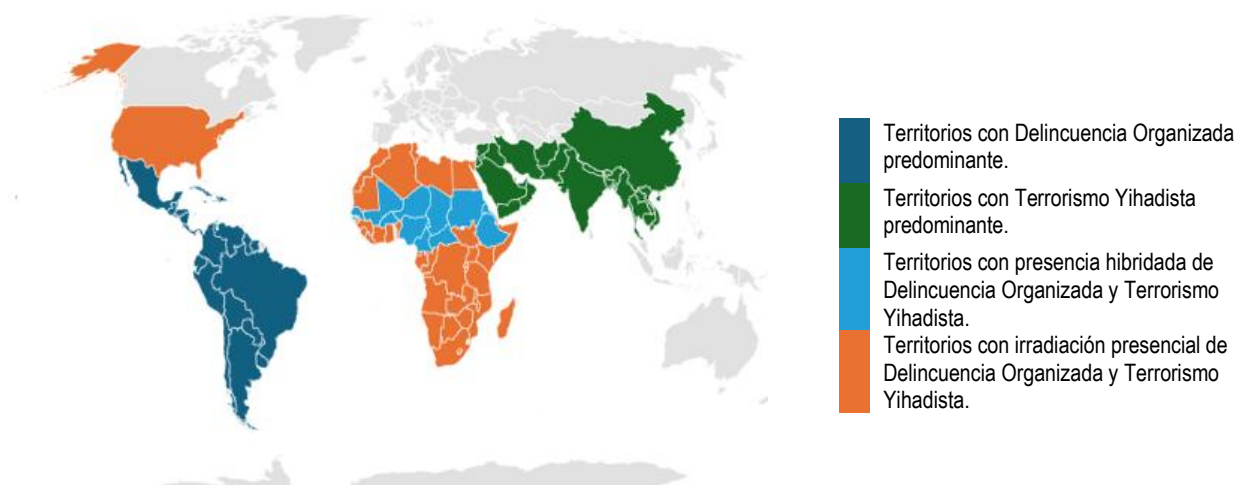 Territorios con Delincuencia Organizada
predominante.
Territorios con Terrorismo Yihadista
predominante.
Territorios con presencia hibridada de
Delincuencia Organizada y Terrorismo
Yihadista.
Territorios con irradiación presencial de
Delincuencia Organizada y Terrorismo
Yihadista.